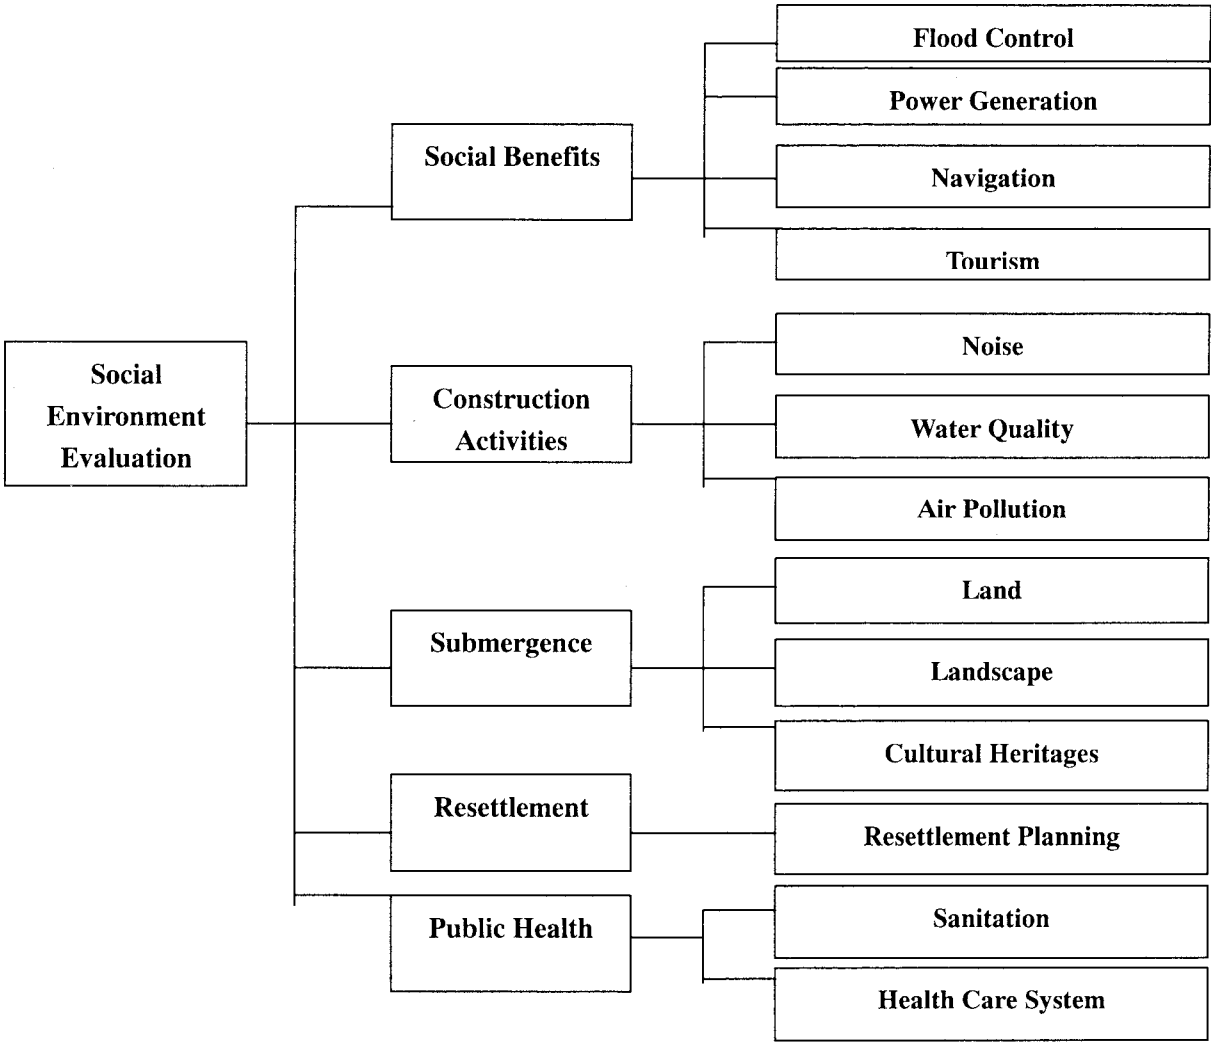 Social
Environment
Evaluation
Social Benefits
Flood Control
Power Generation
Navigation
Tourism
Construction
Activities
Noise
Water Quality
Air Pollution
Submergence
Land
Landscape
Cultural Heritages
Resettlement
Resettlement Planning
Public Health
Sanitation
Health Care System